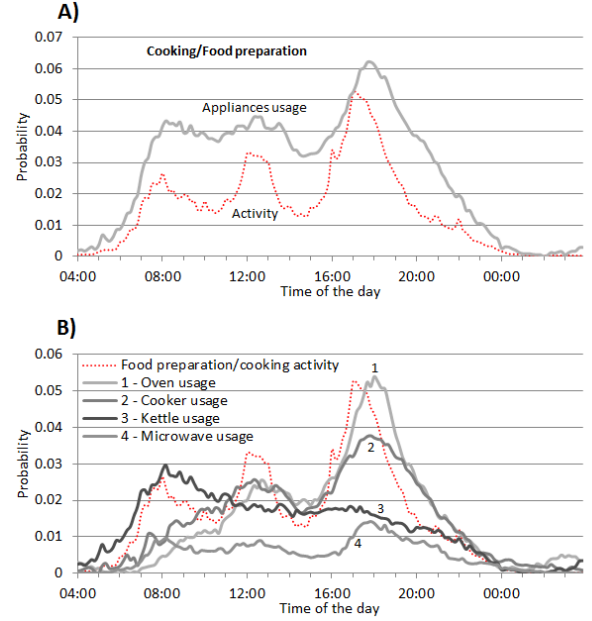 A)
Cooking/Food preparation
0.07
0.06
0.05
0.04
0.03
0.02
0.01
0
Probability
Appliances usage
Activity
04:00 08:00 12:00 16:00 20:00 00:00
Time of the day
B)
0.06
0.05
0.04
0.03
0.02
0.01
0
Probability
Food preparation/cooking activity
1 - Oven usage
2 - Cooker usage
3 - Kettle usage
4 - Microwave usage
1
2
3
4
04:00 08:00 12:00 16:00 20:00 00:00
Time of the day